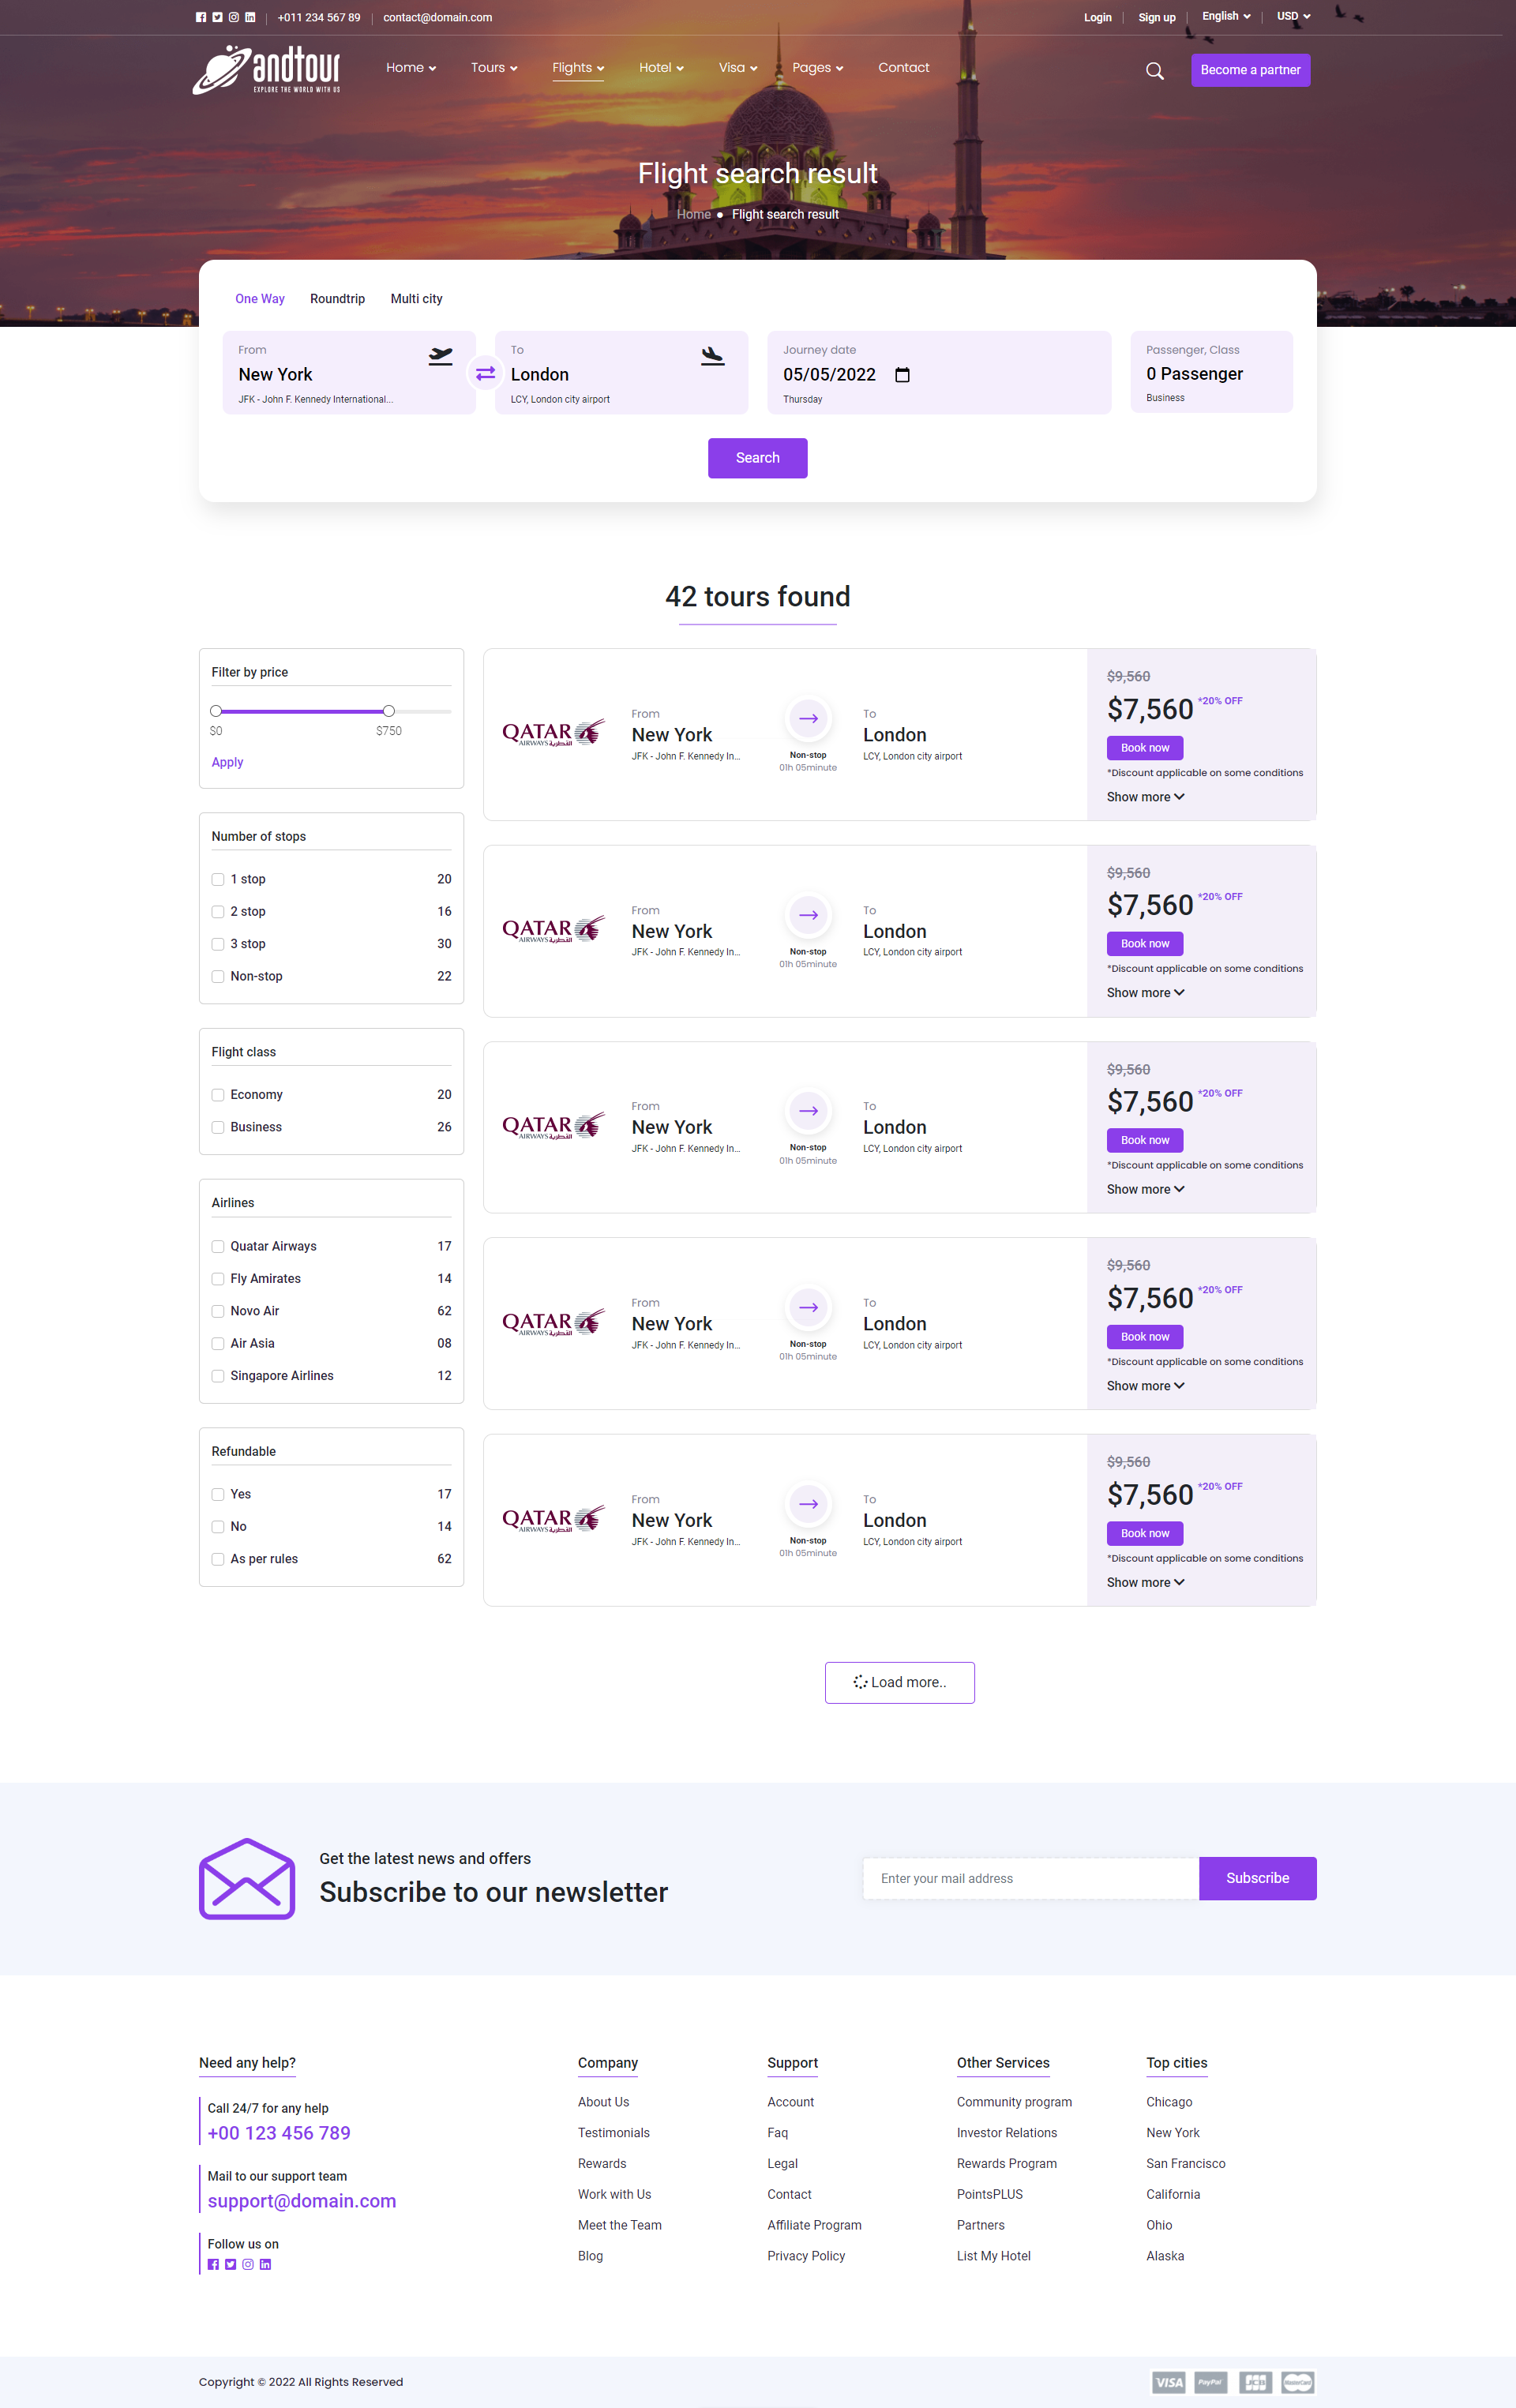 +011 234 567 89
contact@domain.com
Login
Sign up
English
USD
andtour
EXPLORE THE WORLD WITH US
Home
Tours
Flights
Hotel
Visa
Pages
Contact
Become a partner
Flight search result
Home
Flight search result
One Way
Roundtrip
Multi city
From
New York
JFK - John F. Kennedy International...
To
London
LCY, London city airport
Journey date
05/05/2022
Thursday
Passenger, Class
0 Passenger
Business
Search
42 tours found
Filter by price
$0
$750
Apply
Number of stops
1 stop 20
2 stop 16
3 stop 30
Non-stop 22
Flight class
Economy 20
Business 26
Airlines
Quatar Airways 17
Fly Amirates 14
Novo Air 62
Air Asia 08
Singapore Airlines 12
Refundable
Yes 17
No 14
As per rules 62
QATAR
AIRWAYS القطرية
From
New York
JFK - John F. Kennedy In...
Non-stop
01h 05minute
To
London
LCY, London city airport
$9,560
$7,560 *20% OFF
Book now
*Discount applicable on some conditions
Show more
QATAR
AIRWAYS القطرية
From
New York
JFK - John F. Kennedy In...
Non-stop
01h 05minute
To
London
LCY, London city airport
$9,560
$7,560 *20% OFF
Book now
*Discount applicable on some conditions
Show more
QATAR
AIRWAYS القطرية
From
New York
JFK - John F. Kennedy In...
Non-stop
01h 05minute
To
London
LCY, London city airport
$9,560
$7,560 *20% OFF
Book now
*Discount applicable on some conditions
Show more
QATAR
AIRWAYS القطرية
From
New York
JFK - John F. Kennedy In...
Non-stop
01h 05minute
To
London
LCY, London city airport
$9,560
$7,560 *20% OFF
Book now
*Discount applicable on some conditions
Show more
QATAR
AIRWAYS القطرية
From
New York
JFK - John F. Kennedy In...
Non-stop
01h 05minute
To
London
LCY, London city airport
$9,560
$7,560 *20% OFF
Book now
*Discount applicable on some conditions
Show more
Load more..
Get the latest news and offers
Subscribe to our newsletter
Enter your mail address
Subscribe
Need any help?
Call 24/7 for any help
+00 123 456 789
Mail to our support team
support@domain.com
Follow us on
Company
About Us
Testimonials
Rewards
Work with Us
Meet the Team
Blog
Support
Account
Faq
Legal
Contact
Affiliate Program
Privacy Policy
Other Services
Community program
Investor Relations
Rewards Program
PointsPLUS
Partners
List My Hotel
Top cities
Chicago
New York
San Francisco
California
Ohio
Alaska
Copyright © 2022 All Rights Reserved
VISA
PayPal
JCB
MasterCard